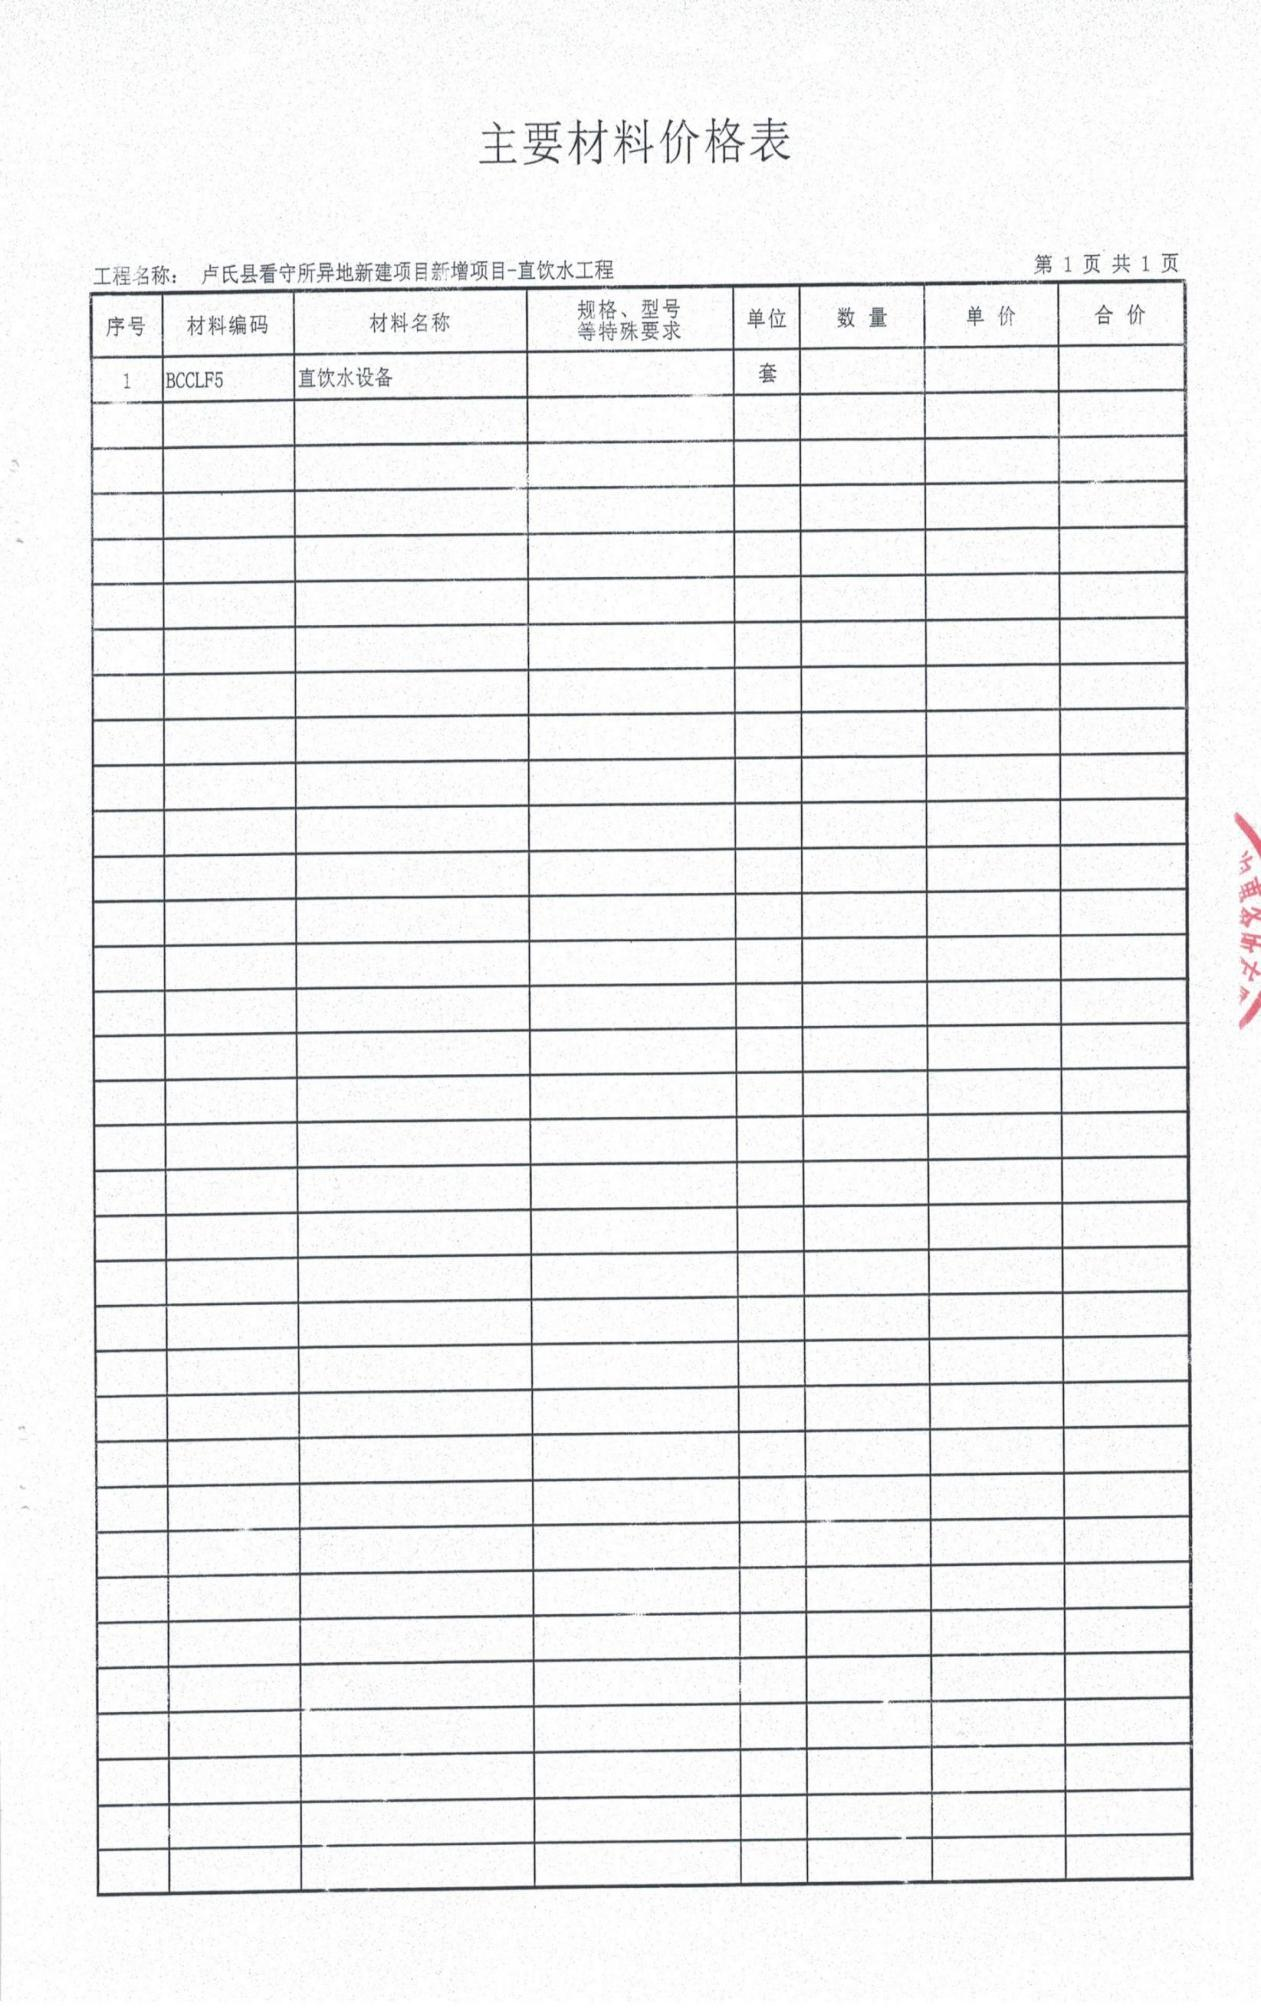 主要材料价格表
工程名称： 卢氏县看守所异地新建项目新增项目-直饮水工程 第 1 页 共 1 页
序号 材料编码 材料名称 规格、型号 等特殊要求 单位 数 量 单 价 合 价
1 BCCLF5 直饮水设备 套